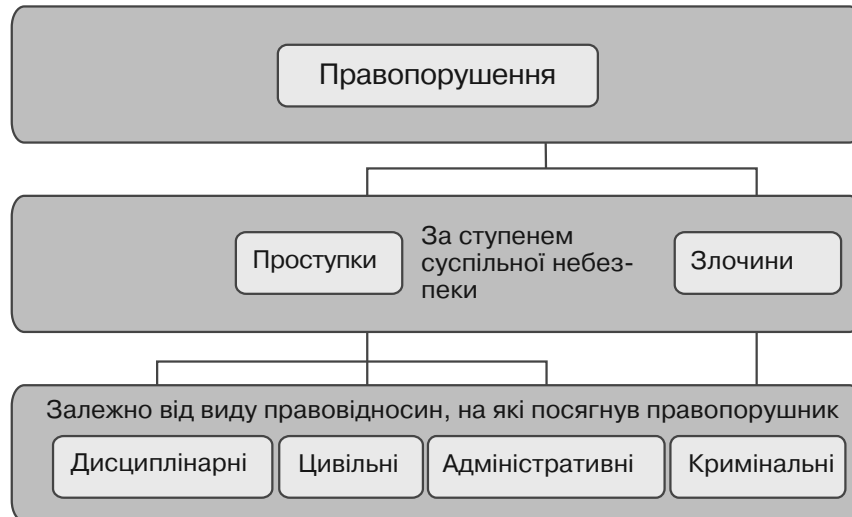 Правопорушення
Проступки
За ступенем
суспільної небез-
пеки
Злочини
Залежно від виду правовідносин, на які посягнув правопорушник
Дисциплінарні
Цивільні
Адміністративні
Кримінальні